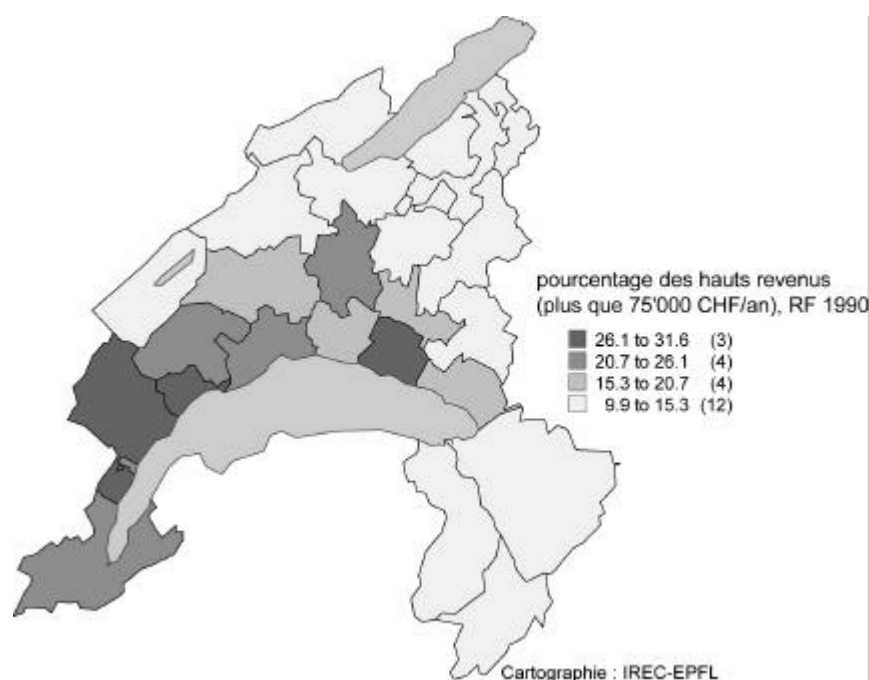 pourcentage des hauts revenus
(plus que 75'000 CHF/an), RF 1990
26.1 to 31.6 (3)
20.7 to 26.1 (4)
15.3 to 20.7 (4)
9.9 to 15.3 (12)
Cartographie : IREC-EPFL